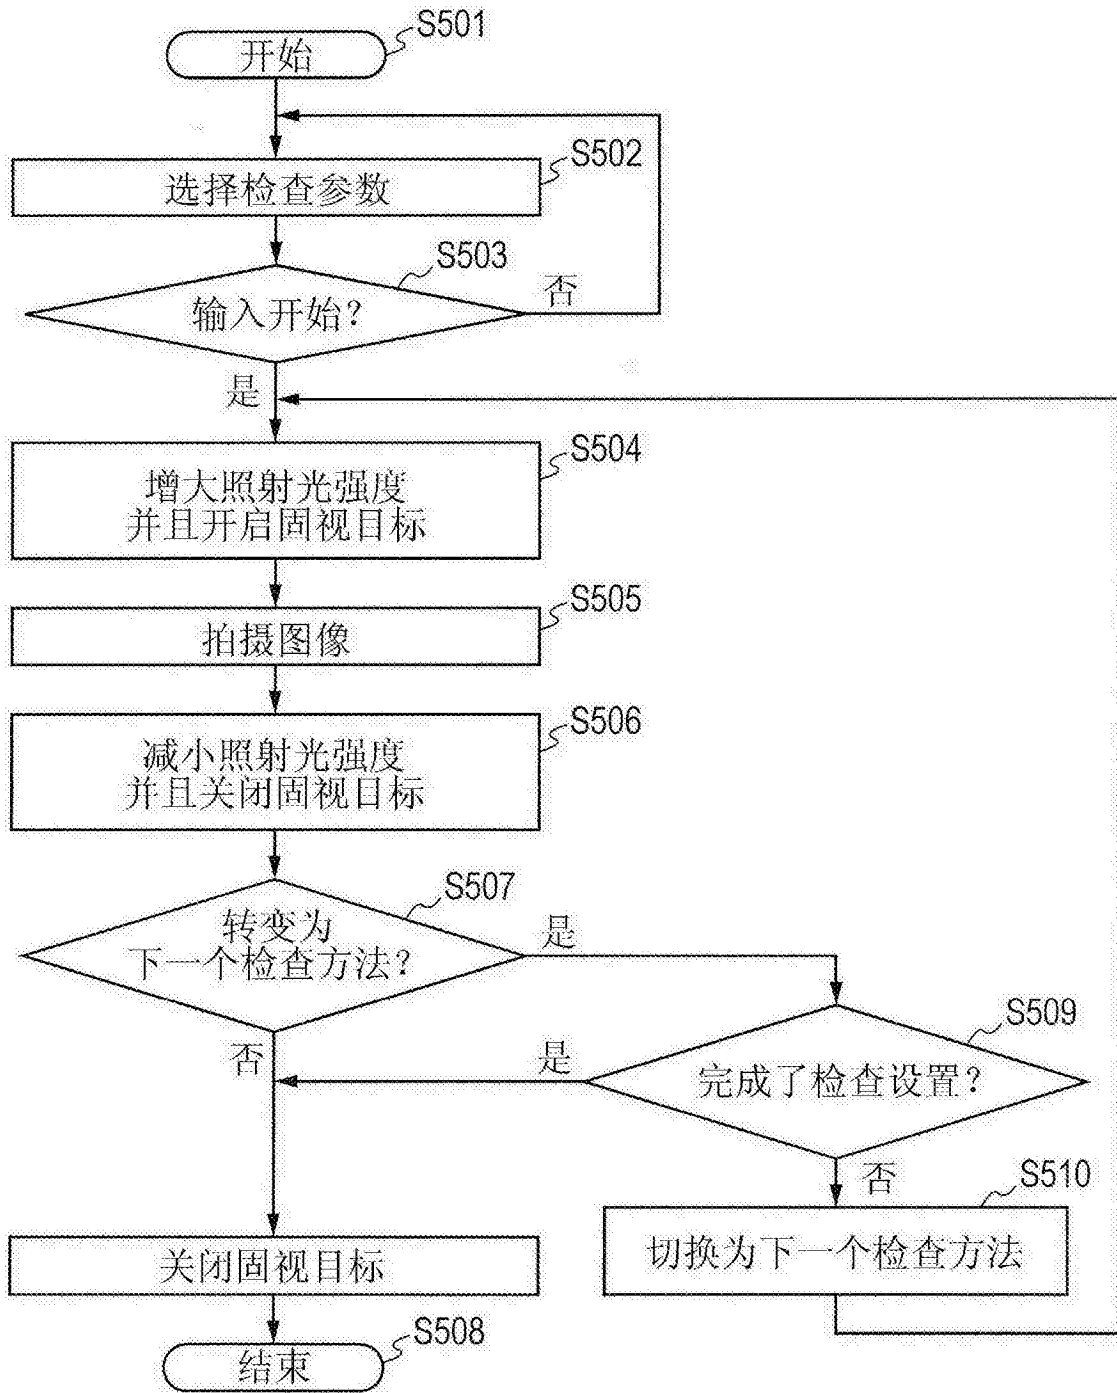 S501
开始
S502
选择检查参数
S503
输入开始？
否
是
S504
增大照射光强度
并且开启固视目标
S505
拍摄图像
S506
减小照射光强度
并且关闭固视目标
S507
转变为
下一个检查方法？
是
否
S509
是
完成了检查设置？
否
S510
切换为下一个检查方法
关闭固视目标
S508
结束